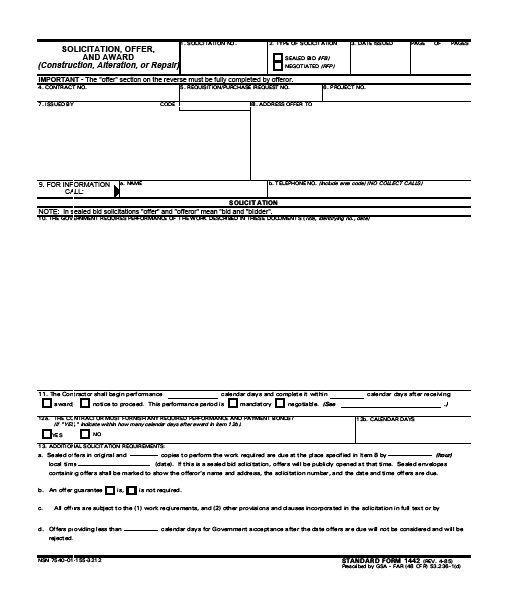 SOLICITATION, OFFER,
AND AWARD
(Construction, Alteration, or Repair)
1. SOLICITATION NO.
2. TYPE OF SOLICITATION
SEALED BID (IFB)
NEGOTIATED (RFP)
3. DATE ISSUED
PAGE OF PAGES
IMPORTANT - The "offer" section on the reverse must be fully completed by offeror.
4. CONTRACT NO.
5. REQUISITION/PURCHASE REQUEST NO.
6. PROJECT NO.
7. ISSUED BY
CODE
8. ADDRESS OFFER TO
9. FOR INFORMATION
CALL:
a. NAME
b. TELEPHONE NO. (Include area code) (NO COLLECT CALLS)
SOLICITATION
NOTE: In sealed bid solicitations "offer" and "offeror" mean "bid and "bidder".
10. THE GOVERNMENT REQUIRES PERFORMANCE OF THE WORK DESCRIBED IN THESE DOCUMENTS (Title, identifying no., date)
11. The Contractor shall begin performance calendar days and complete it within calendar days after receiving
award, notice to proceed. This performance period is mandatory negotiable. (See .)
12a. THE CONTRACTOR MUST FURNISH ANY REQUIRED PERFORMANCE AND PAYMENT BONDS?
(If "YES," indicate within how many calendar days after award in Item 12b.)
YES NO
12b. CALENDAR DAYS
13. ADDITIONAL SOLICITATION REQUIREMENTS:
a. Sealed offers in original and copies to perform the work required are due at the place specified in Item 8 by (hour)
local time (date). If this is a sealed bid solicitation, offers will be publicly opened at that time. Sealed envelopes
containing offers shall be marked to show the offeror's name and address, the solicitation number, and the date and time offers are due.
b. An offer guarantee is, is not required.
c. All offers are subject to the (1) work requirements, and (2) other provisions and clauses incorporated in the solicitation in full text or by
d. Offers providing less than calendar days for Government acceptance after the date offers are due will not be considered and will be
rejected.
NSN 7540-01-155-3212
STANDARD FORM 1442 (REV. 4-85)
Prescribed by GSA - FAR (48 CFR) 53.236-1(d)